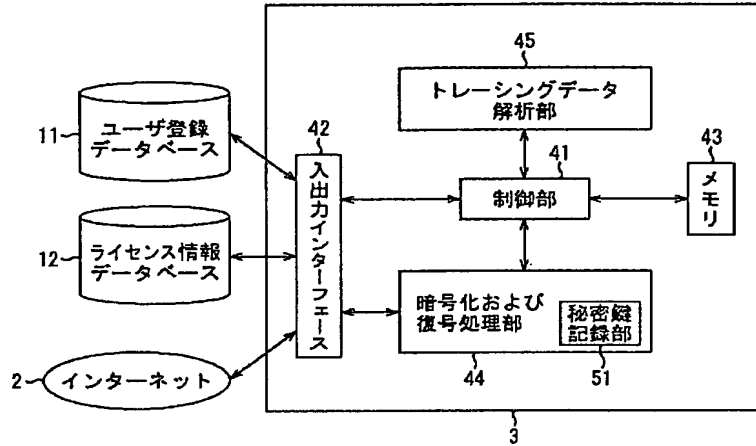 45
トレーシングデータ
解析部
11
ユーザ登録
データベース
42
入出力インターフェース
41
制御部
43
メモリ
12
ライセンス情報
データベース
暗号化および
復号処理部
秘密鍵
記録部
44
51
2
インターネット
3